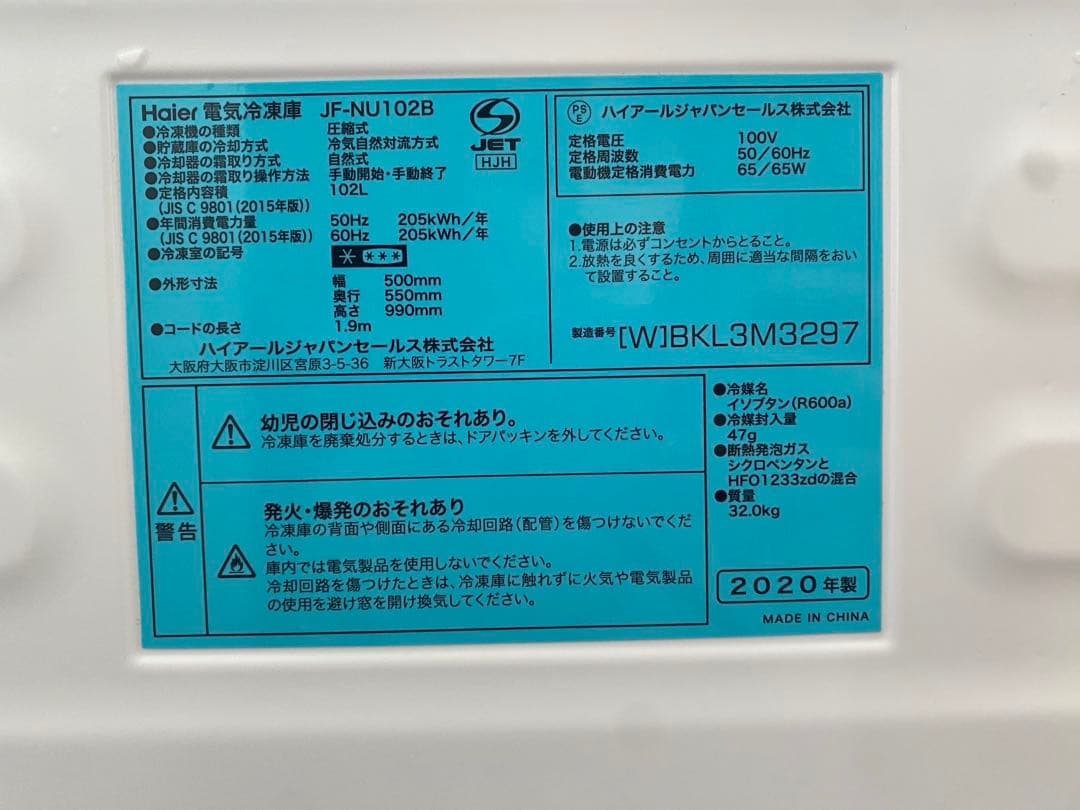 Haier 電気冷凍庫 JF-NU102B
●冷凍機の種類 圧縮式
●貯蔵庫の冷却方式 冷気自然対流方式
●冷却器の霜取り方式 自然式
●冷却器の霜取り操作方法 手動開始・手動終了
●定格内容積 102L
(JIS C 9801(2015年版))
●年間消費電力量 50Hz 205kWh/年
(JIS C 9801(2015年版)) 60Hz 205kWh/年
●冷凍室の記号
●外形寸法 幅 500mm
奥行 550mm
高さ 990mm
●コードの長さ 1.9m
ハイアールジャパンセールス株式会社
大阪府大阪市淀川区宮原3-5-36 新大阪トラストタワー7F
S
JET
HJH
PS
E
ハイアールジャパンセールス株式会社
定格電圧 100V
定格周波数 50/60Hz
電動機定格消費電力 65/65W
●使用上の注意
1.電源は必ずコンセントからとること。
2.放熱を良くするため、周囲に適当な間隔をおい
て設置すること。
製造番号 [W]BKL3M3297
警告
幼児の閉じ込みのおそれあり。
冷凍庫を廃棄処分するときは、ドアパッキンを外してください。
発火・爆発のおそれあり
冷凍庫の背面や側面にある冷却回路(配管)を傷つけないでくだ
さい。
庫内では電気製品を使用しないでください。
冷却回路を傷つけたときは、冷凍庫に触れずに火気や電気製品
の使用を避け窓を開け換気してください。
●冷媒名
イソブタン(R600a)
●冷媒封入量
47g
●断熱発泡ガス
シクロペンタンと
HFO1233zdの混合
●質量
32.0kg
2020年製
MADE IN CHINA